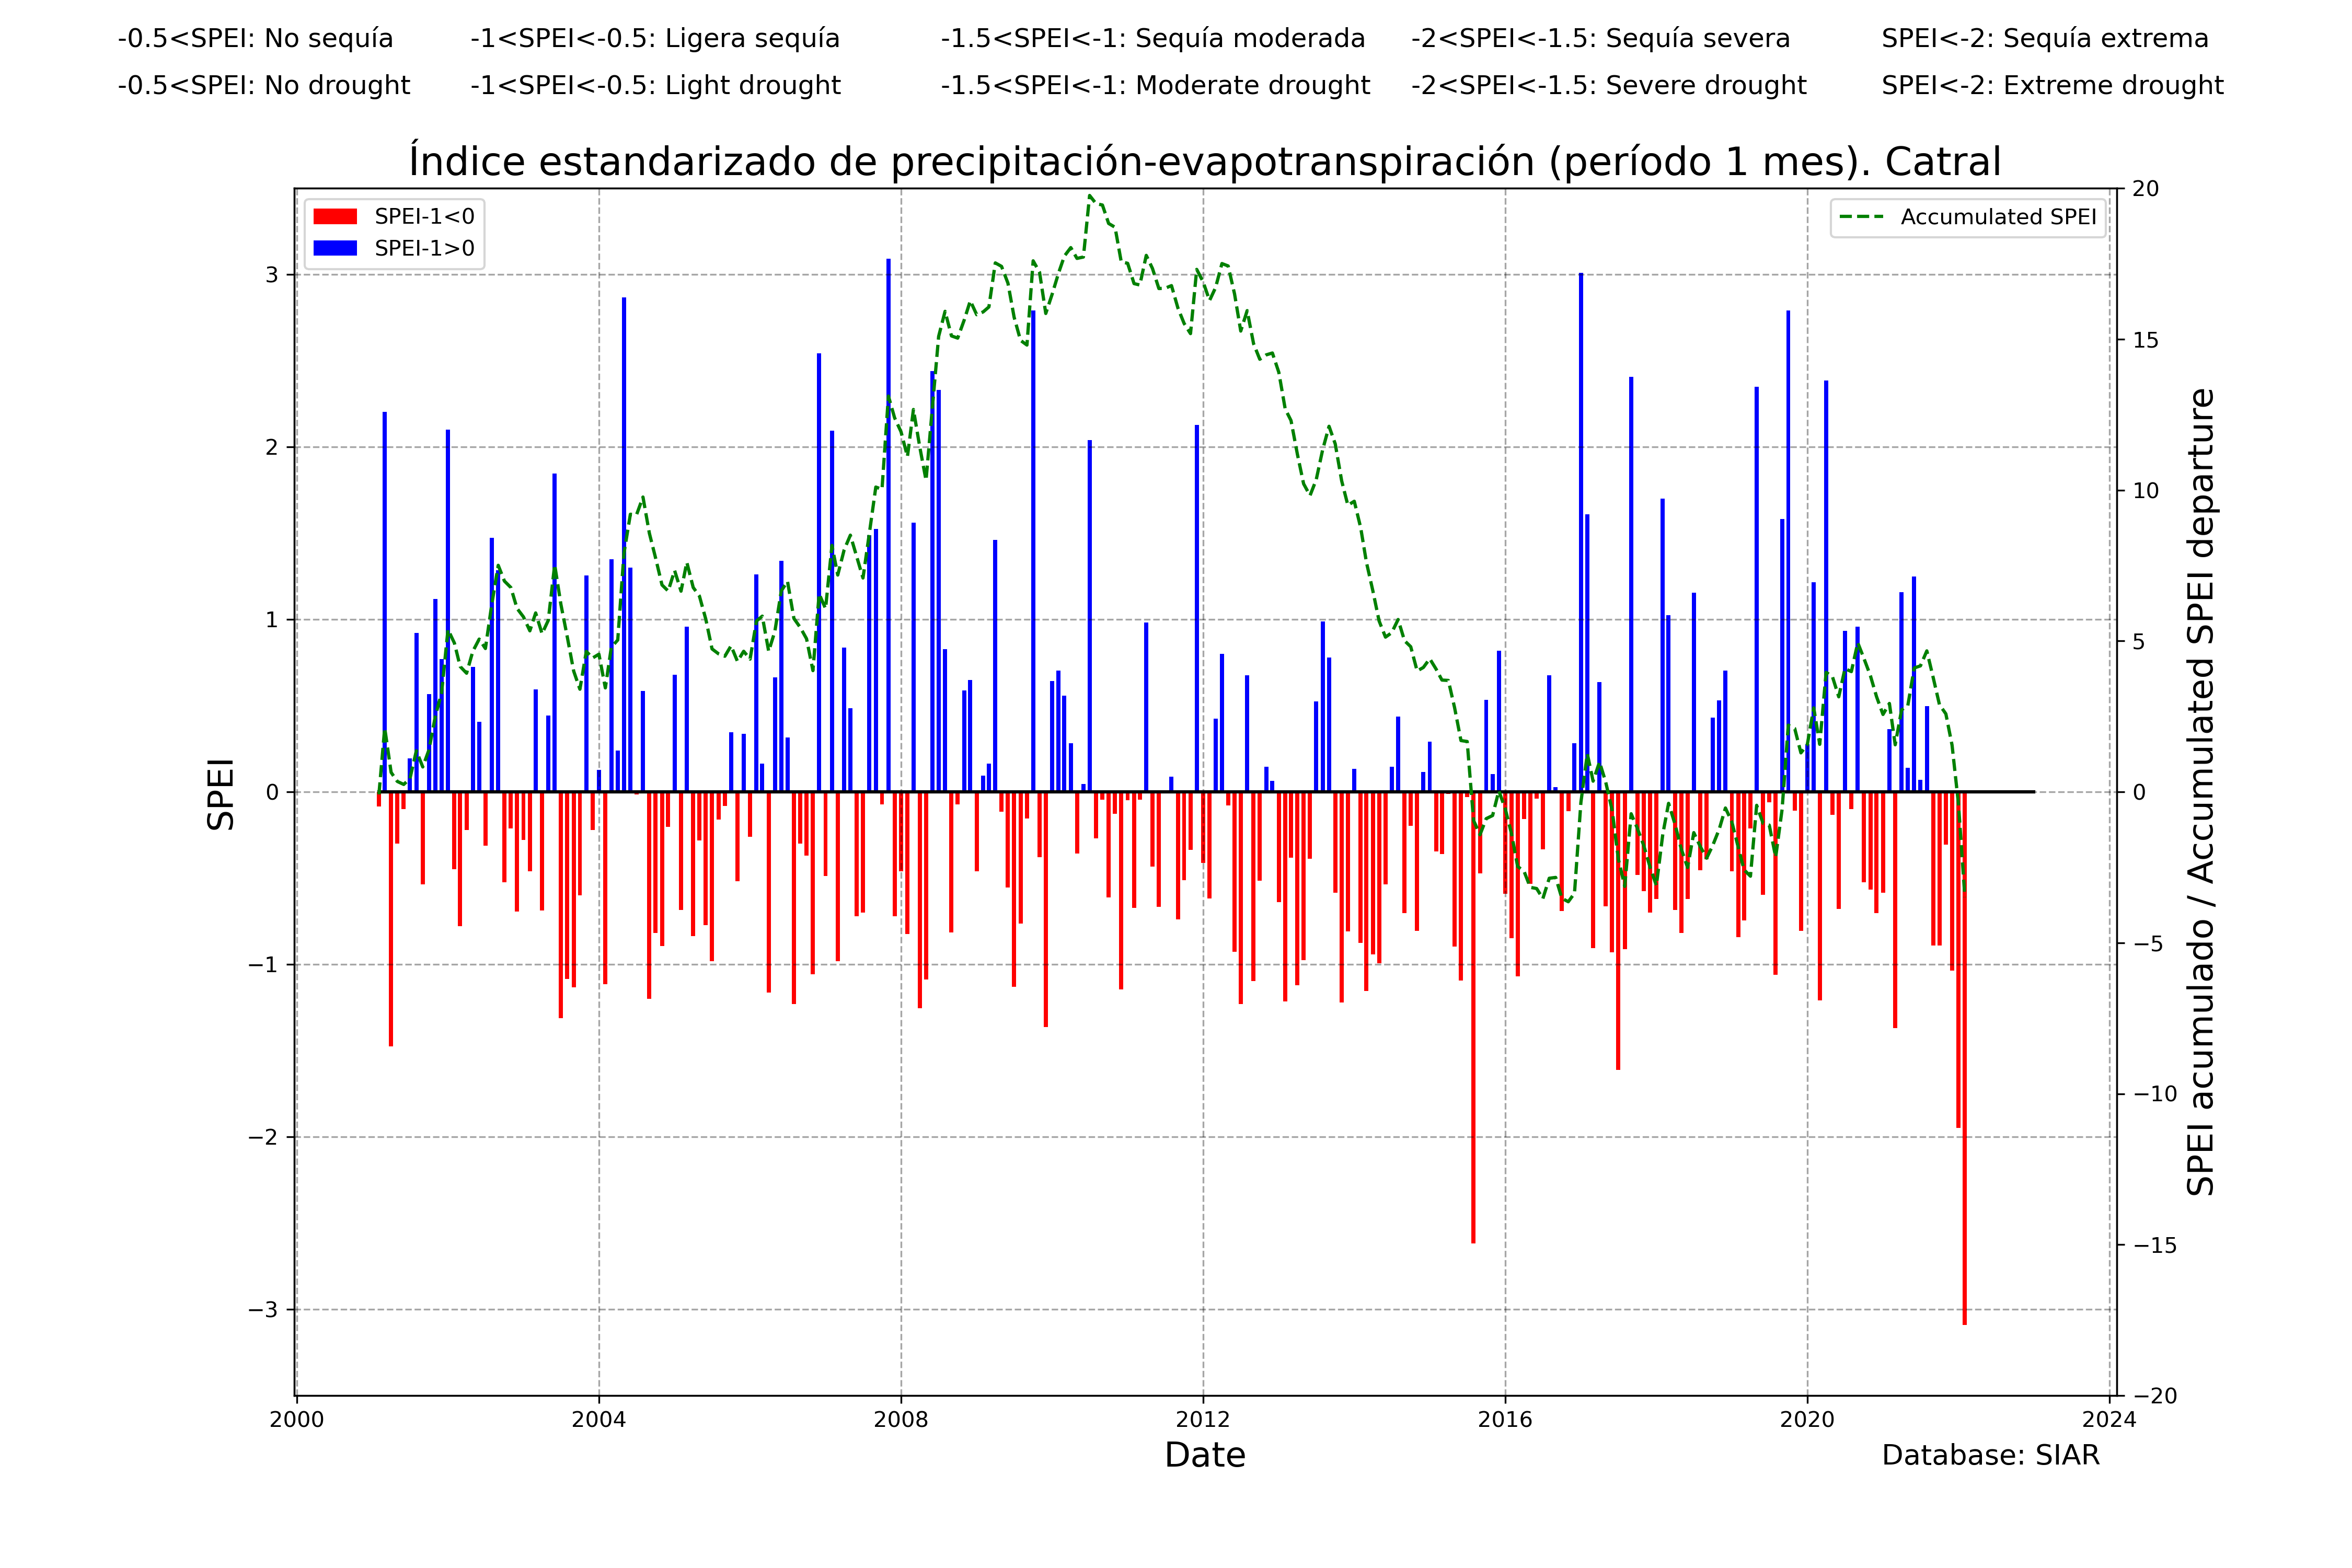 -0.5<SPEI: No sequía -1<SPEI<-0.5: Ligera sequía -1.5<SPEI<-1: Sequía moderada -2<SPEI<-1.5: Sequía severa SPEI<-2: Sequía extrema
-0.5<SPEI: No drought -1<SPEI<-0.5: Light drought -1.5<SPEI<-1: Moderate drought -2<SPEI<-1.5: Severe drought SPEI<-2: Extreme drought
Índice estandarizado de precipitación-evapotranspiración (período 1 mes). Catral
SPEI-1<0
SPEI-1>0
Accumulated SPEI
SPEI
3
2
1
0
−1
−2
−3
20
15
10
5
0
−5
−10
−15
−20
SPEI acumulado / Accumulated SPEI departure
2000 2004 2008 2012 2016 2020 2024
Date
Database: SIAR